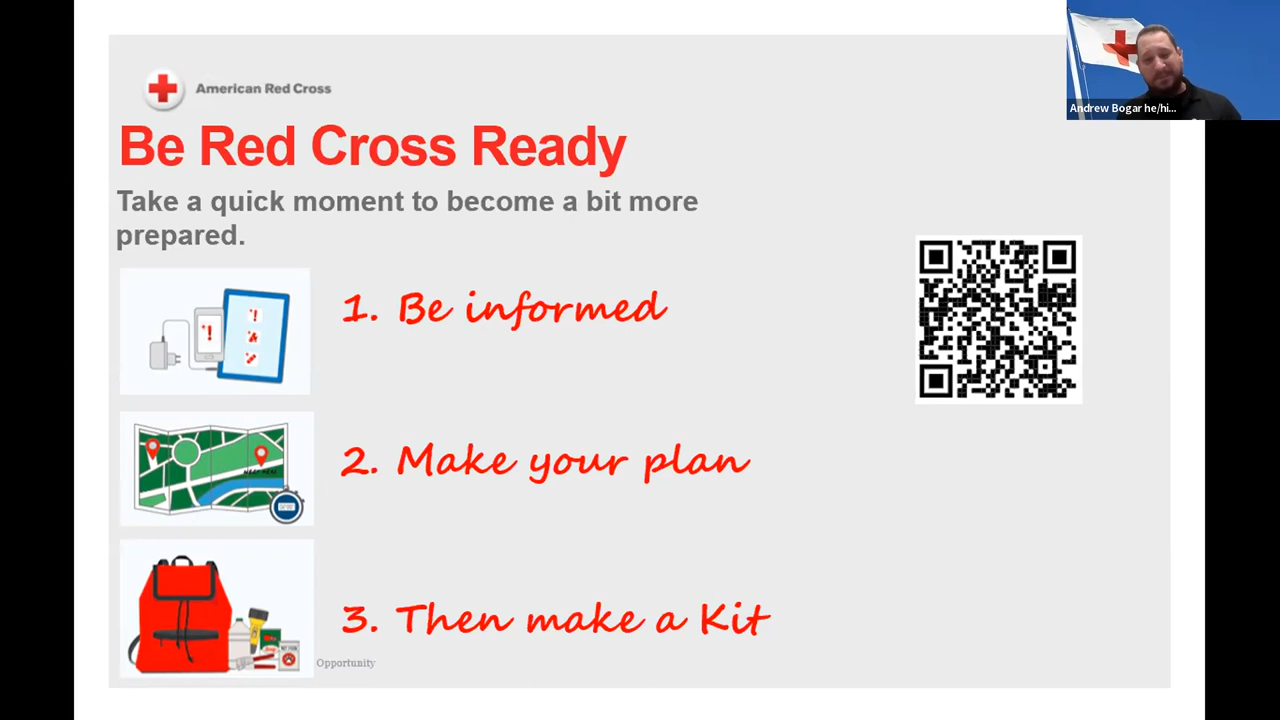 American Red Cross
Be Red Cross Ready
Take a quick moment to become a bit more
prepared.
1. Be informed
2. Make your plan
3. Then make a Kit
Opportunity
Andrew Bogar he/hi...